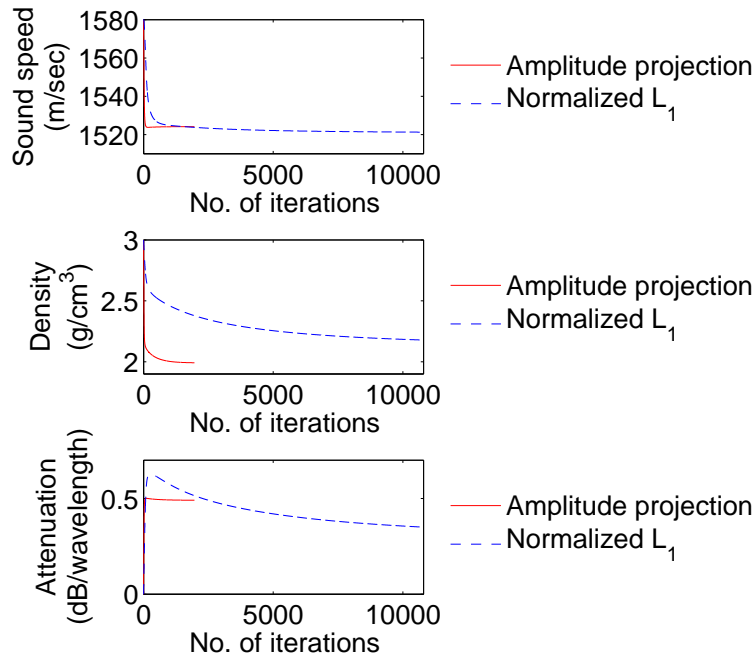 1580
1560
1540
1520
Sound speed
(m/sec)
0
5000
10000
No. of iterations
Amplitude projection
Normalized L1
3
2.5
2
Density
(g/cm3)
0
5000
10000
No. of iterations
Amplitude projection
Normalized L1
0.5
0
Attenuation
(dB/wavelength)
0
5000
10000
No. of iterations
Amplitude projection
Normalized L1